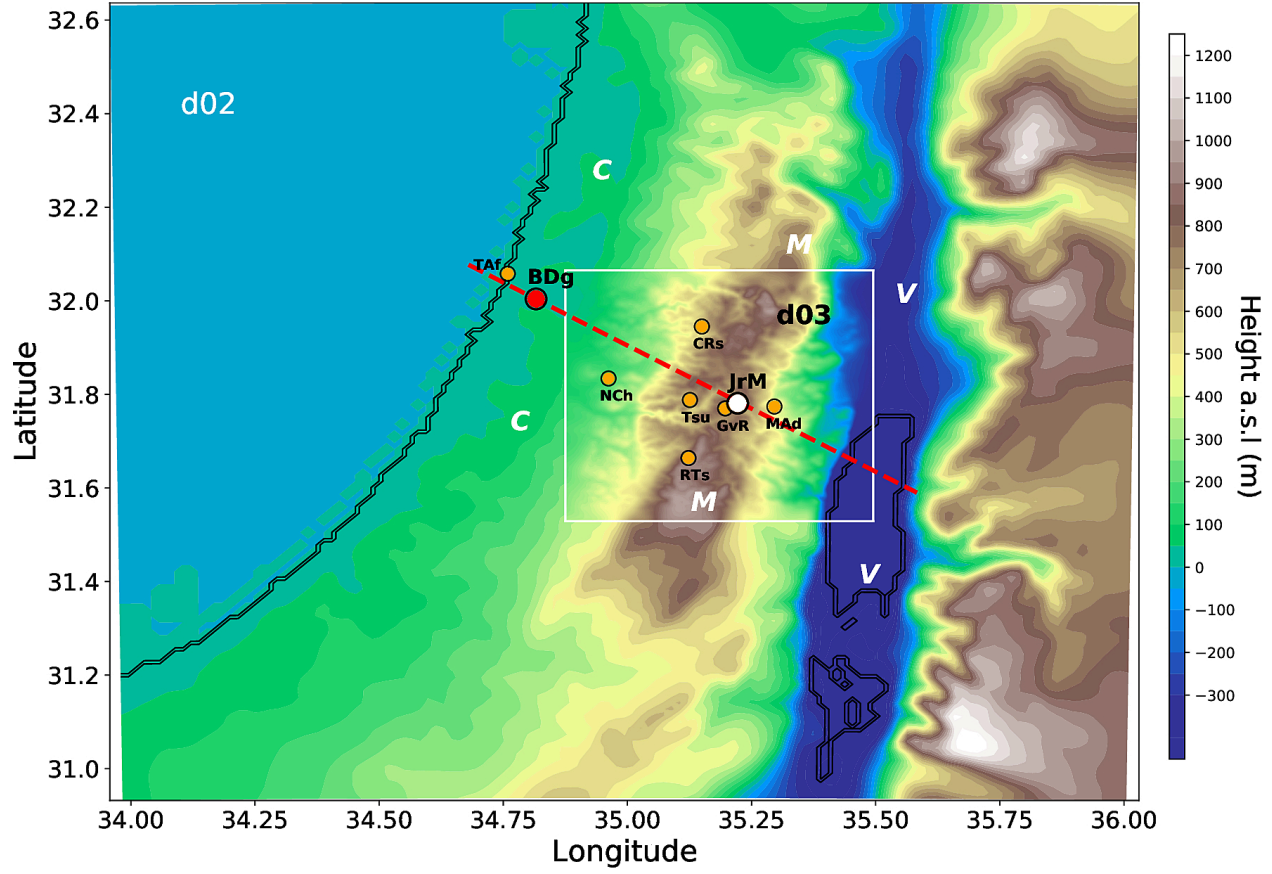 32.6
32.4
32.2
32.0
31.8
31.6
31.4
31.2
31.0
Latitude
d02
C
M
TAf
BDg
V
d03
CRs
JrM
NCh
C
Tsu
GvR
MAd
RTs
M
V
34.00 34.25 34.50 34.75 35.00 35.25 35.50 35.75 36.00
Longitude
1200
1100
1000
900
800
700
600
500
400
300
200
100
0
−100
−200
−300
Height a.s.l (m)